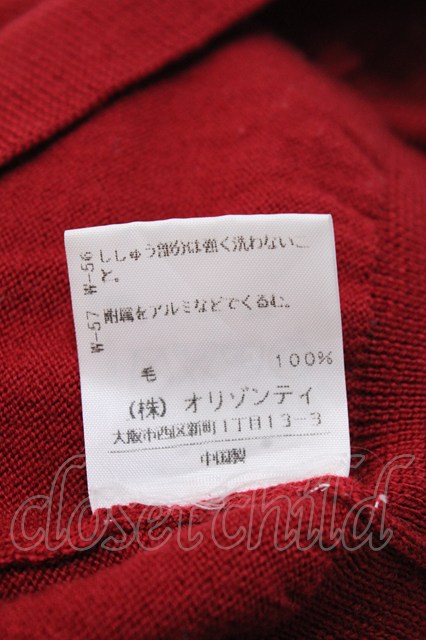 W-56 ししゅう部分は強く洗わないこ
と。
W-57 附属をアルミなどでくるむ。
毛 100%
(株) オリゾンティ
大阪市西区新町1丁目13-3
中国製
closet child